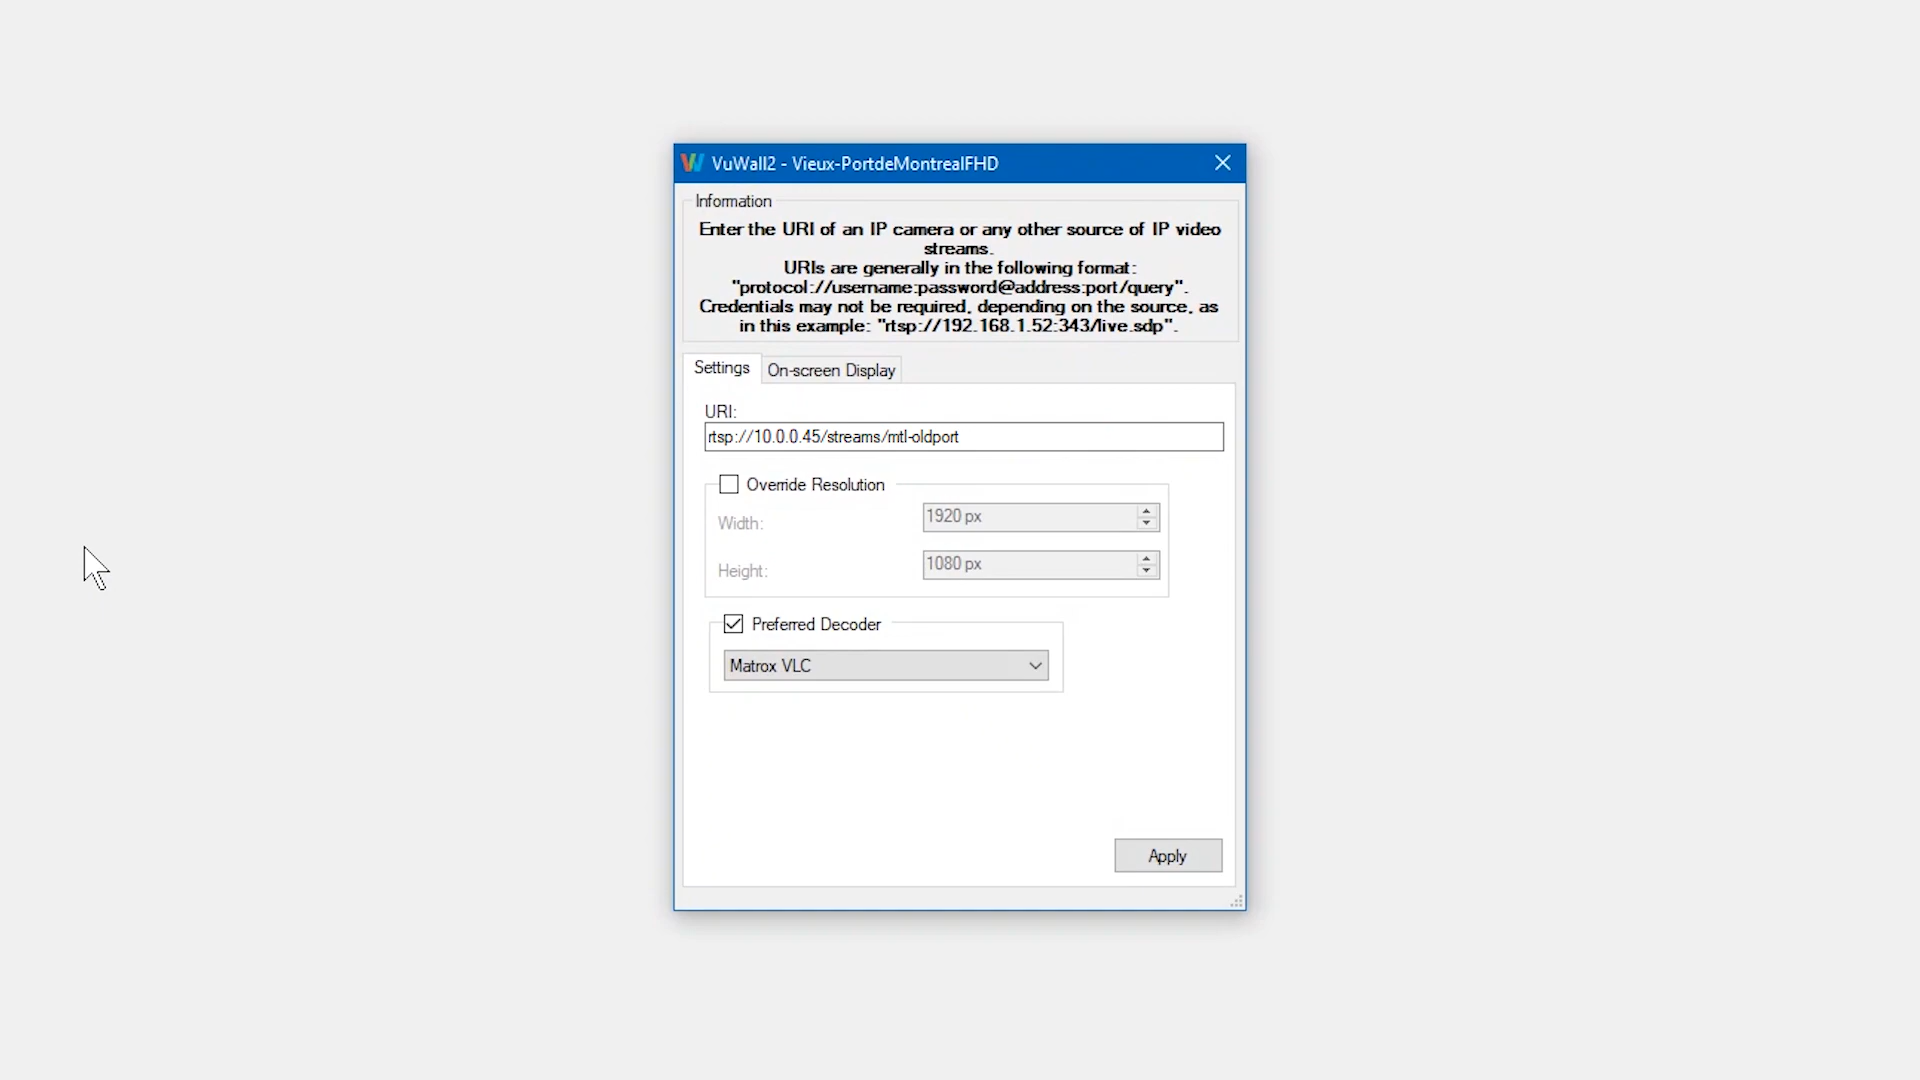 VuWall2 - Vieux-PortdeMontrealFHD
Information
Enter the URI of an IP camera or any other source of IP video
streams.
URIs are generally in the following format:
"protocol://username:password@address:port/query".
Credentials may not be required, depending on the source, as
in this example: "rtsp://192.168.1.52:343/live.sdp".
Settings
On-screen Display
URI:
rtsp://10.0.0.45/streams/mtl-oldport
Override Resolution
Width:
1920 px
Height:
1080 px
Preferred Decoder
Matrox VLC
Apply